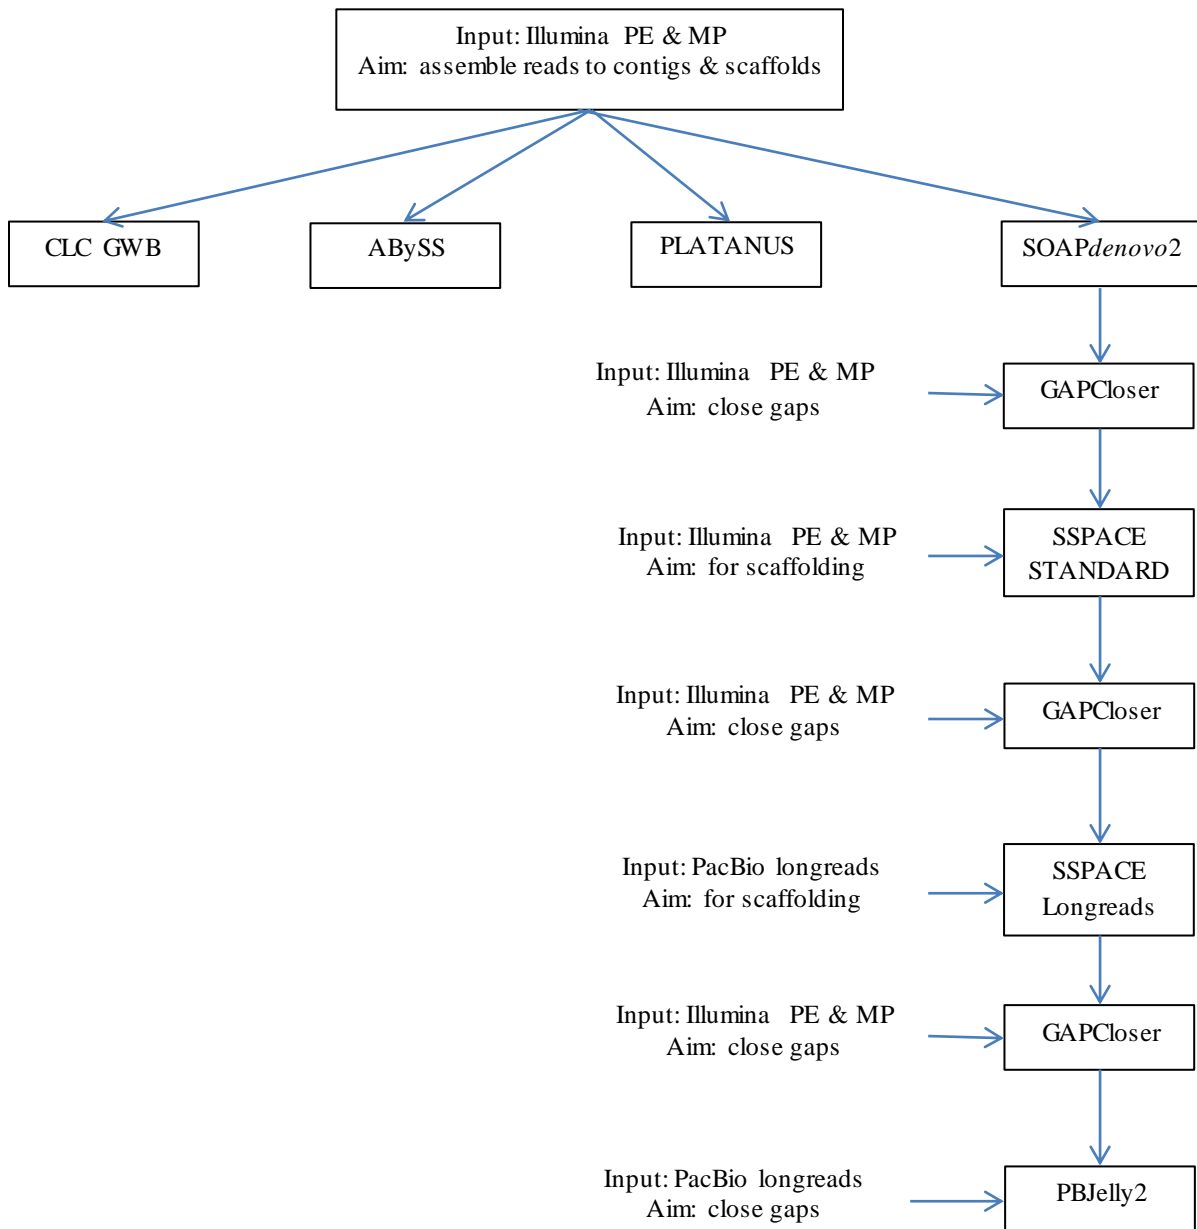 Input: Illumina PE & MP
Aim: assemble reads to contigs & scaffolds
CLC GWB
ABySS
PLATANUS
SOAPdenovo2
Input: Illumina PE & MP
Aim: close gaps
GAPCloser
Input: Illumina PE & MP
Aim: for scaffolding
SSPACE
STANDARD
Input: Illumina PE & MP
Aim: close gaps
GAPCloser
Input: PacBio longreads
Aim: for scaffolding
SSPACE
Longreads
Input: Illumina PE & MP
Aim: close gaps
GAPCloser
Input: PacBio longreads
Aim: close gaps
PBJelly2